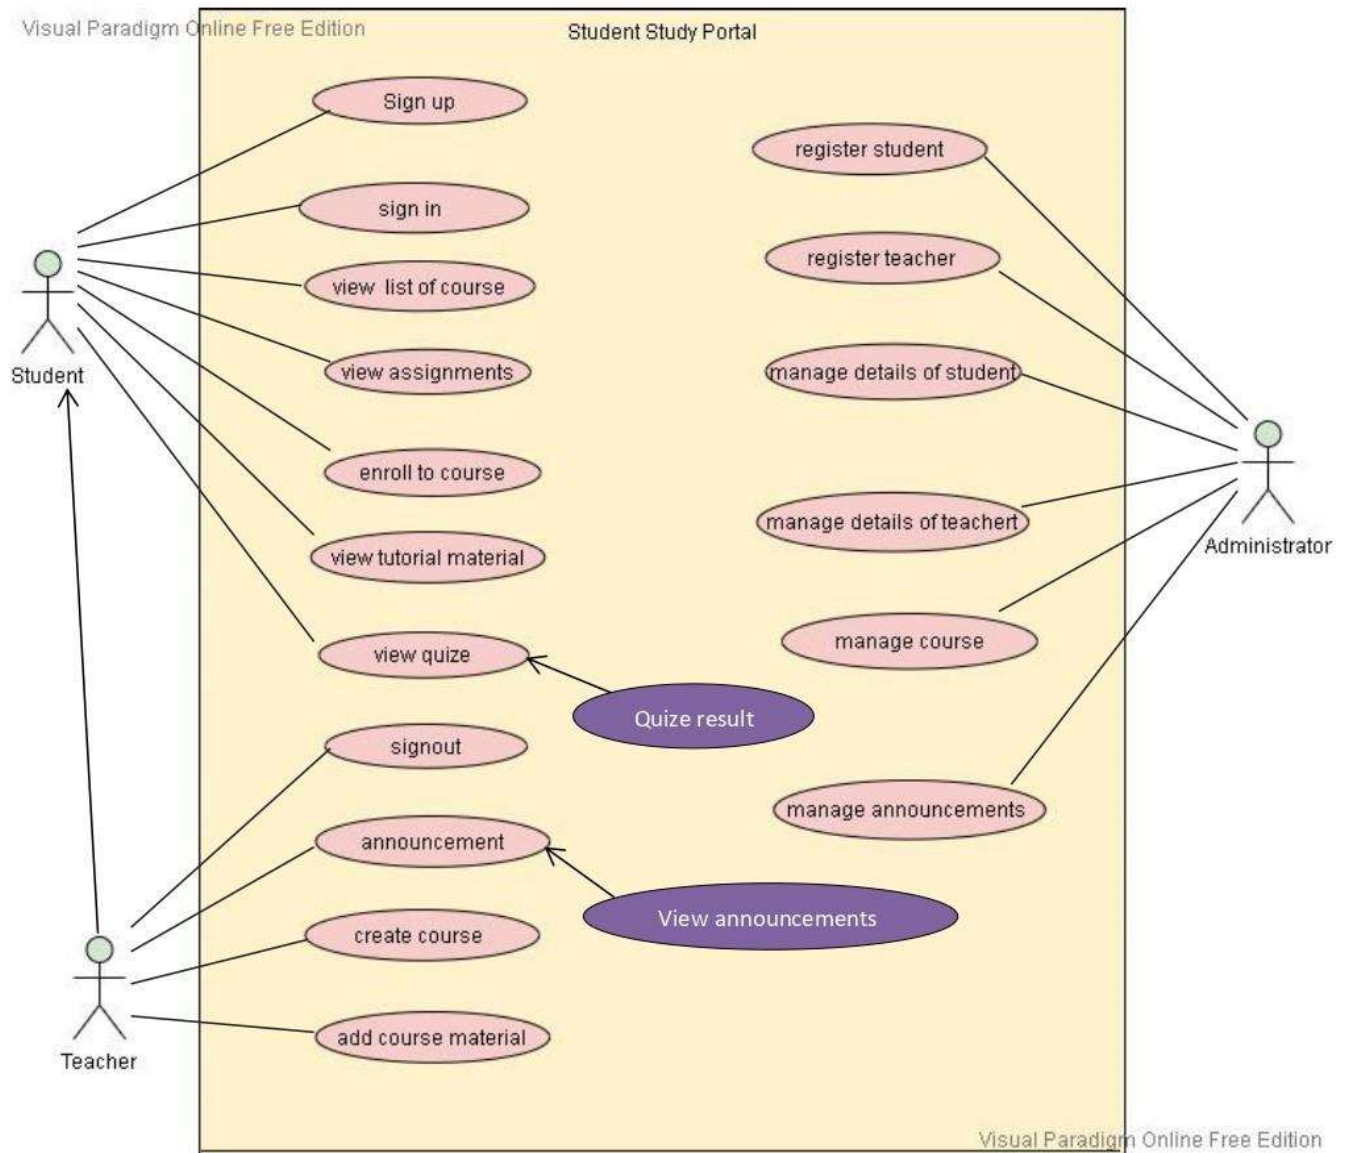 Visual Paradigm Online Free Edition
Student Study Portal
Sign up
register student
sign in
register teacher
view list of course
view assignments
manage details of student
Student
enroll to course
manage details of teachert
Administrator
view tutorial material
manage course
view quize
Quize result
signout
manage announcements
announcement
View announcements
create course
add course material
Teacher
Visual Paradigm Online Free Edition